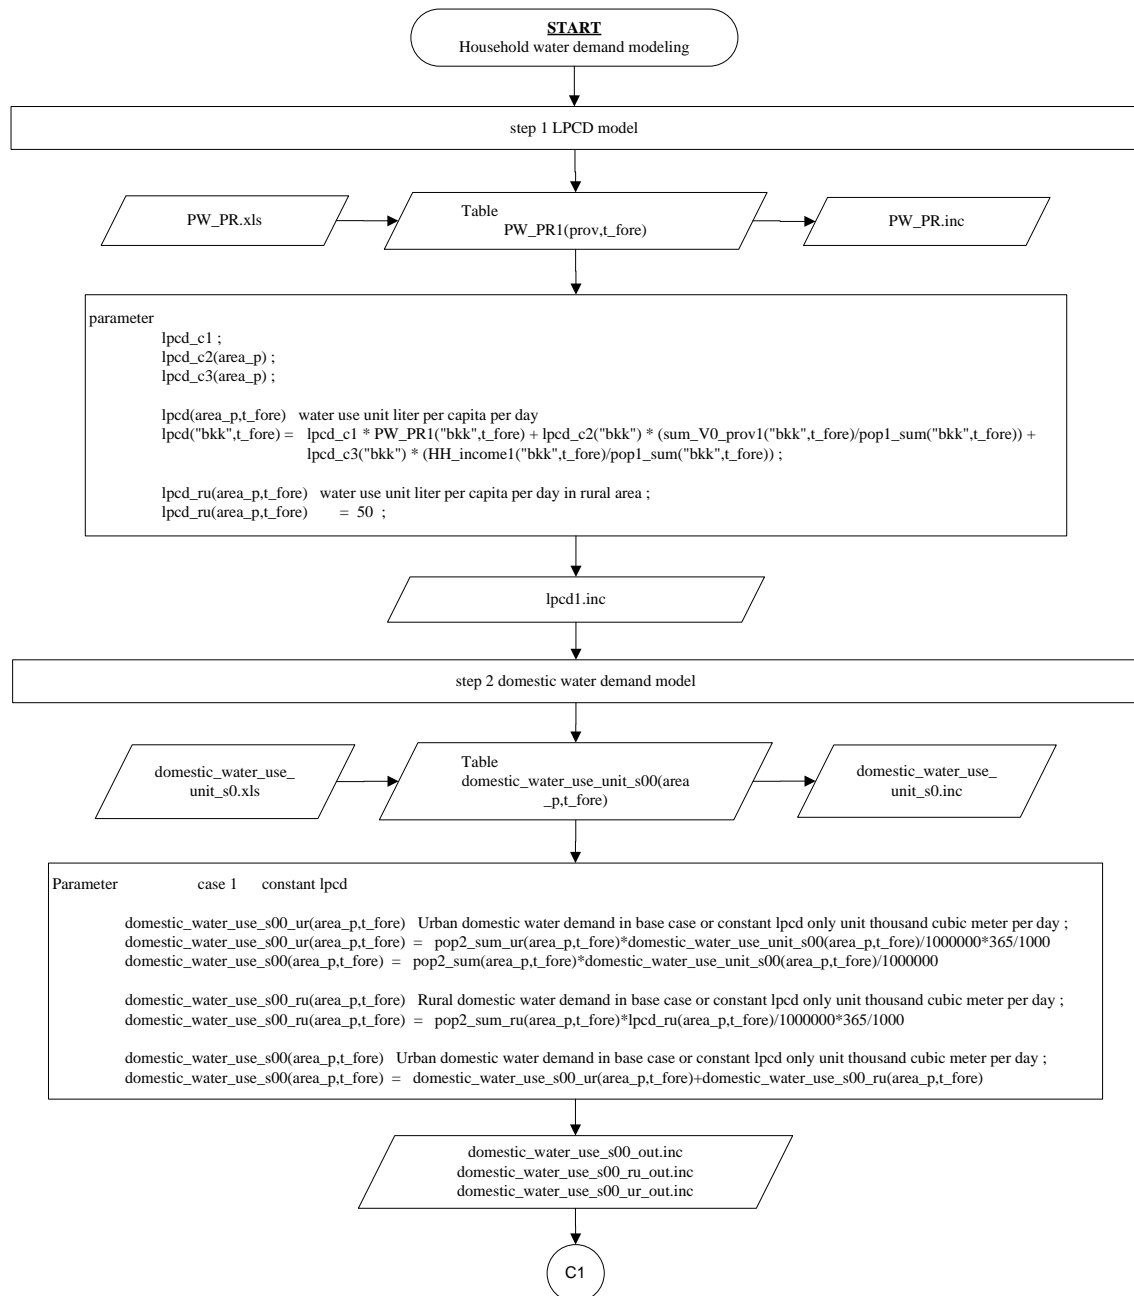 START
Household water demand modeling
step 1 LPCD model
PW_PR.xls
Table
PW_PR1(prov,t_fore)
PW_PR.inc
parameter
lpcd_c1 ;
lpcd_c2(area_p) ;
lpcd_c3(area_p) ;
lpcd(area_p,t_fore)   water use unit liter per capita per day
lpcd("bkk",t_fore) =   lpcd_c1 * PW_PR1("bkk",t_fore) + lpcd_c2("bkk") * (sum_V0_prov1("bkk",t_fore)/pop1_sum("bkk",t_fore)) +
lpcd_c3("bkk") * (HH_income1("bkk",t_fore)/pop1_sum("bkk",t_fore)) ;
lpcd_ru(area_p,t_fore)   water use unit liter per capita per day in rural area ;
lpcd_ru(area_p,t_fore)       =  50  ;
lpcd1.inc
step 2 domestic water demand model
domestic_water_use_
unit_s0.xls
Table
domestic_water_use_unit_s00(area
_p,t_fore)
domestic_water_use_
unit_s0.inc
Parameter                    case 1      constant lpcd
domestic_water_use_s00_ur(area_p,t_fore)   Urban domestic water demand in base case or constant lpcd only unit thousand cubic meter per day ;
domestic_water_use_s00_ur(area_p,t_fore)  =   pop2_sum_ur(area_p,t_fore)*domestic_water_use_unit_s00(area_p,t_fore)/1000000*365/1000
domestic_water_use_s00(area_p,t_fore)  =   pop2_sum(area_p,t_fore)*domestic_water_use_unit_s00(area_p,t_fore)/1000000
domestic_water_use_s00_ru(area_p,t_fore)   Rural domestic water demand in base case or constant lpcd only unit thousand cubic meter per day ;
domestic_water_use_s00_ru(area_p,t_fore)  =   pop2_sum_ru(area_p,t_fore)*lpcd_ru(area_p,t_fore)/1000000*365/1000
domestic_water_use_s00(area_p,t_fore)   Urban domestic water demand in base case or constant lpcd only unit thousand cubic meter per day ;
domestic_water_use_s00(area_p,t_fore)  =   domestic_water_use_s00_ur(area_p,t_fore)+domestic_water_use_s00_ru(area_p,t_fore)
domestic_water_use_s00_out.inc
domestic_water_use_s00_ru_out.inc
domestic_water_use_s00_ur_out.inc
C1